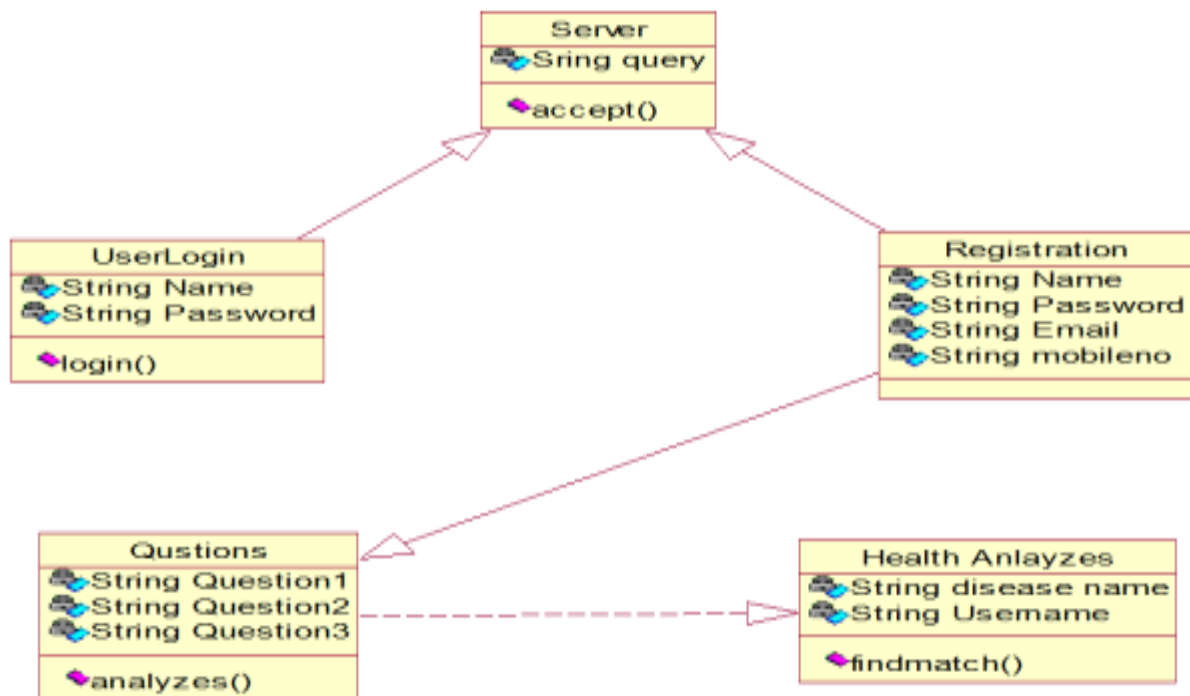 Server
Sring query
accept()
UserLogin
String Name
String Password
login()
Registration
String Name
String Password
String Email
String mobileno
Qustions
String Question1
String Question2
String Question3
analyzes()
Health Anlayzes
String disease name
String Username
findmatch()